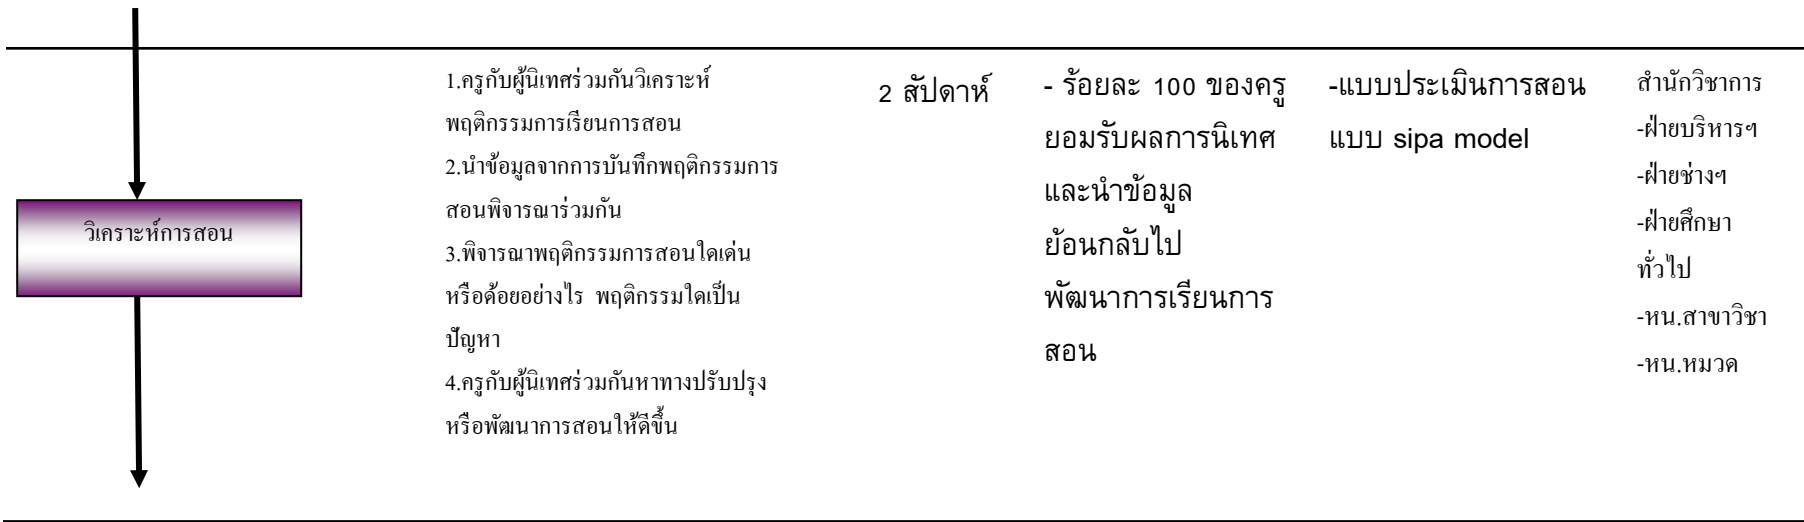 วิเคราะห์การสอน
1.ครูกับผู้นิเทศร่วมกันวิเคราะห์
พฤติกรรมการเรียนการสอน
2.นำข้อมูลจากการบันทึกพฤติกรรมการ
สอนพิจารณาร่วมกัน
3.พิจารณาพฤติกรรมการสอนใดเด่น
หรือด้อยอย่างไร พฤติกรรมใดเป็น
ปัญหา
4.ครูกับผู้นิเทศร่วมกันหาทางปรับปรุง
หรือพัฒนาการสอนให้ดีขึ้น
2 สัปดาห์
- ร้อยละ 100 ของครู
ยอมรับผลการนิเทศ
และนำข้อมูล
ย้อนกลับไป
พัฒนาการเรียนการ
สอน
-แบบประเมินการสอน
แบบ sipa model
สำนักวิชาการ
-ฝ่ายบริหารฯ
-ฝ่ายช่างฯ
-ฝ่ายศึกษา
ทั่วไป
-หน.สาขาวิชา
-หน.หมวด